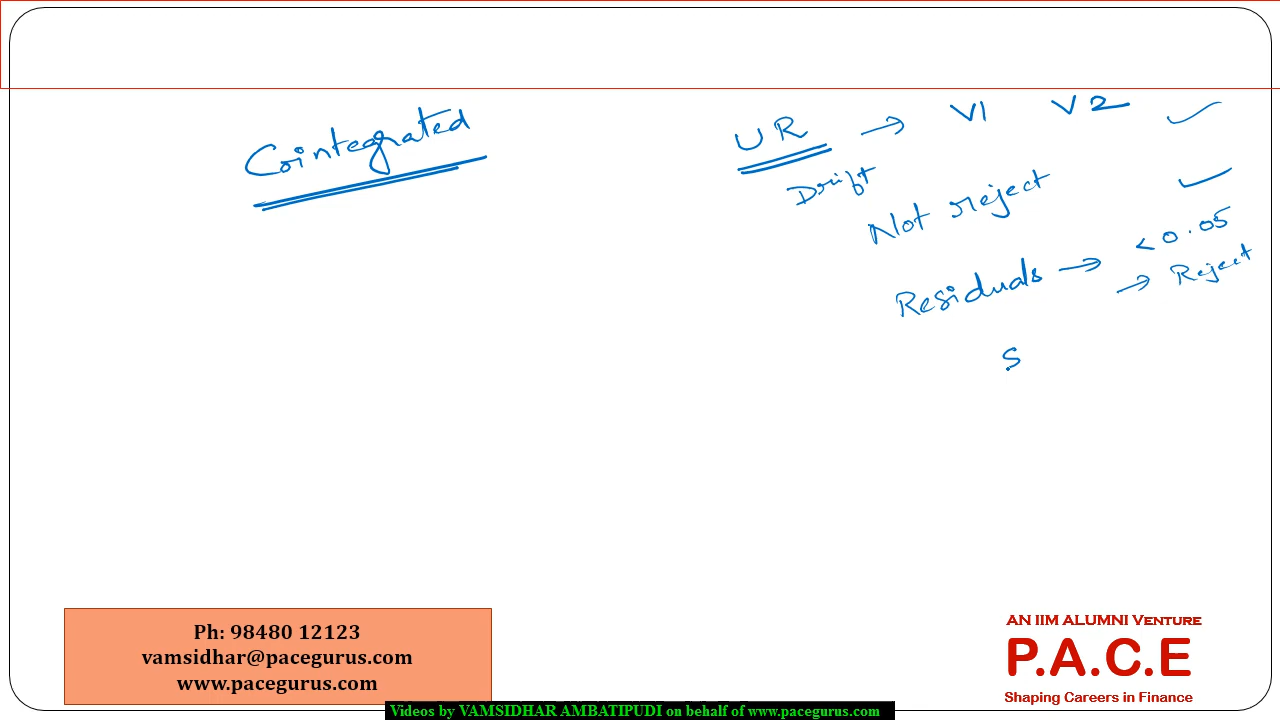 Cointegrated
UR → V1 V2 ✓
Drift
Not reject ✓
Residuals → < 0.05
→ Reject
S
Ph: 98480 12123
vamsidhar@pacegurus.com
www.pacegurus.com
AN IIM ALUMNI VENTURE
P.A.C.E
Shaping Careers in Finance
Videos by VAMSIDHAR AMBATIPUDI on behalf of www.pacegurus.com